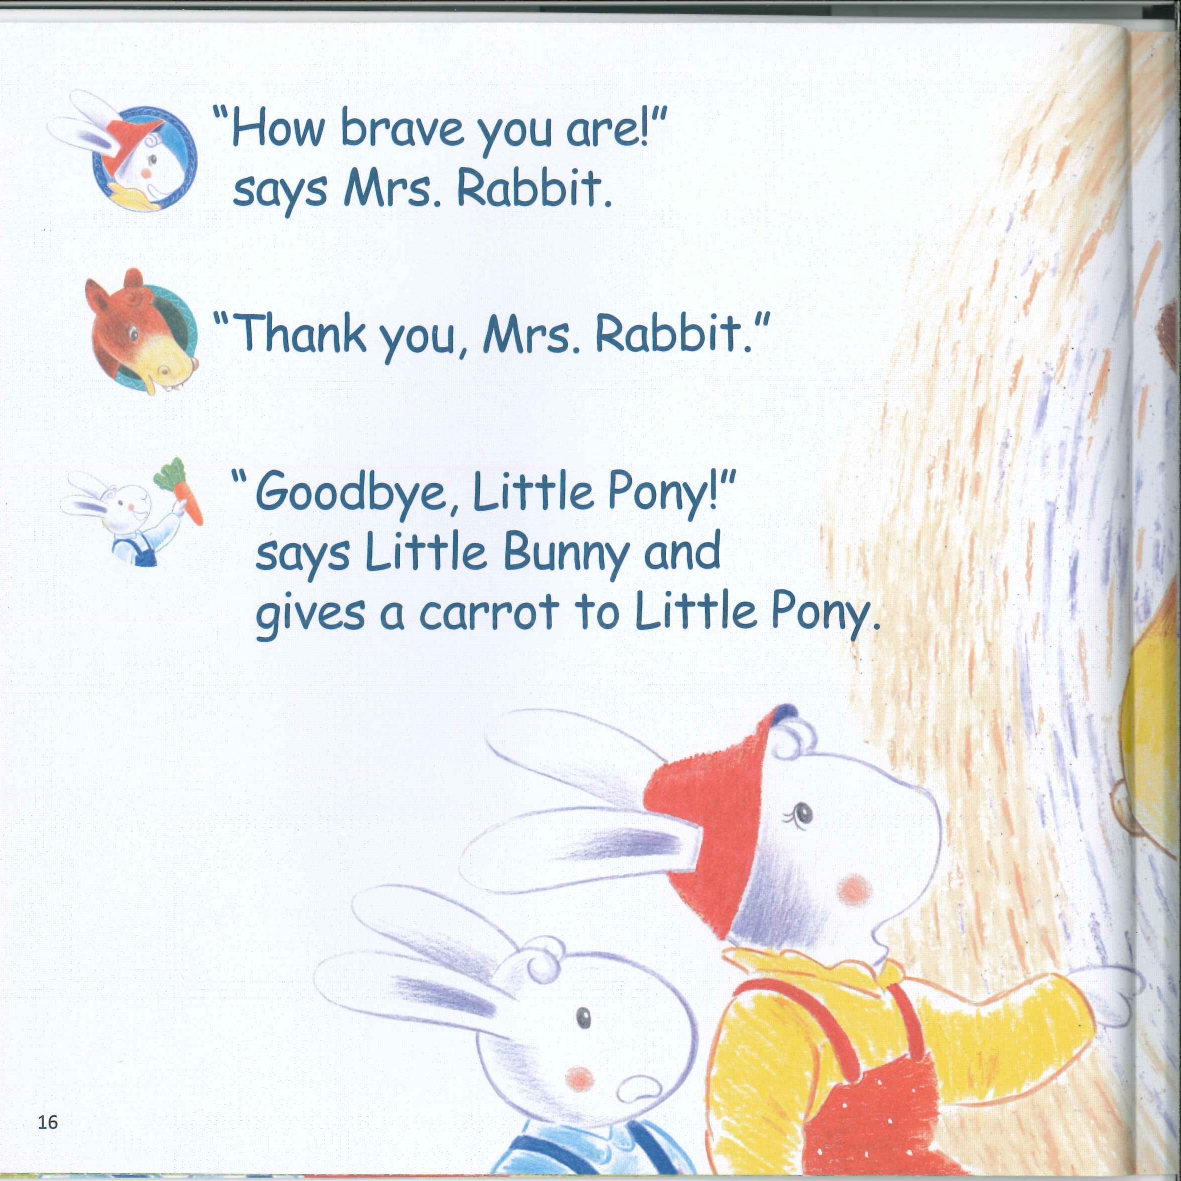 “How brave you are!”
says Mrs. Rabbit.
“Thank you, Mrs. Rabbit.”
“Goodbye, Little Pony!”
says Little Bunny and
gives a carrot to Little Pony.
16